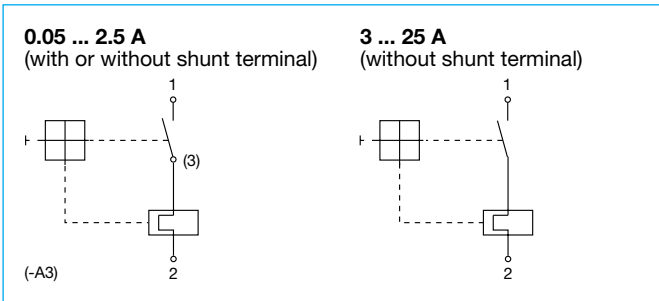 0.05 ... 2.5 A
(with or without shunt terminal)
1
(3)
2
(-A3)
3 ... 25 A
(without shunt terminal)
1
2